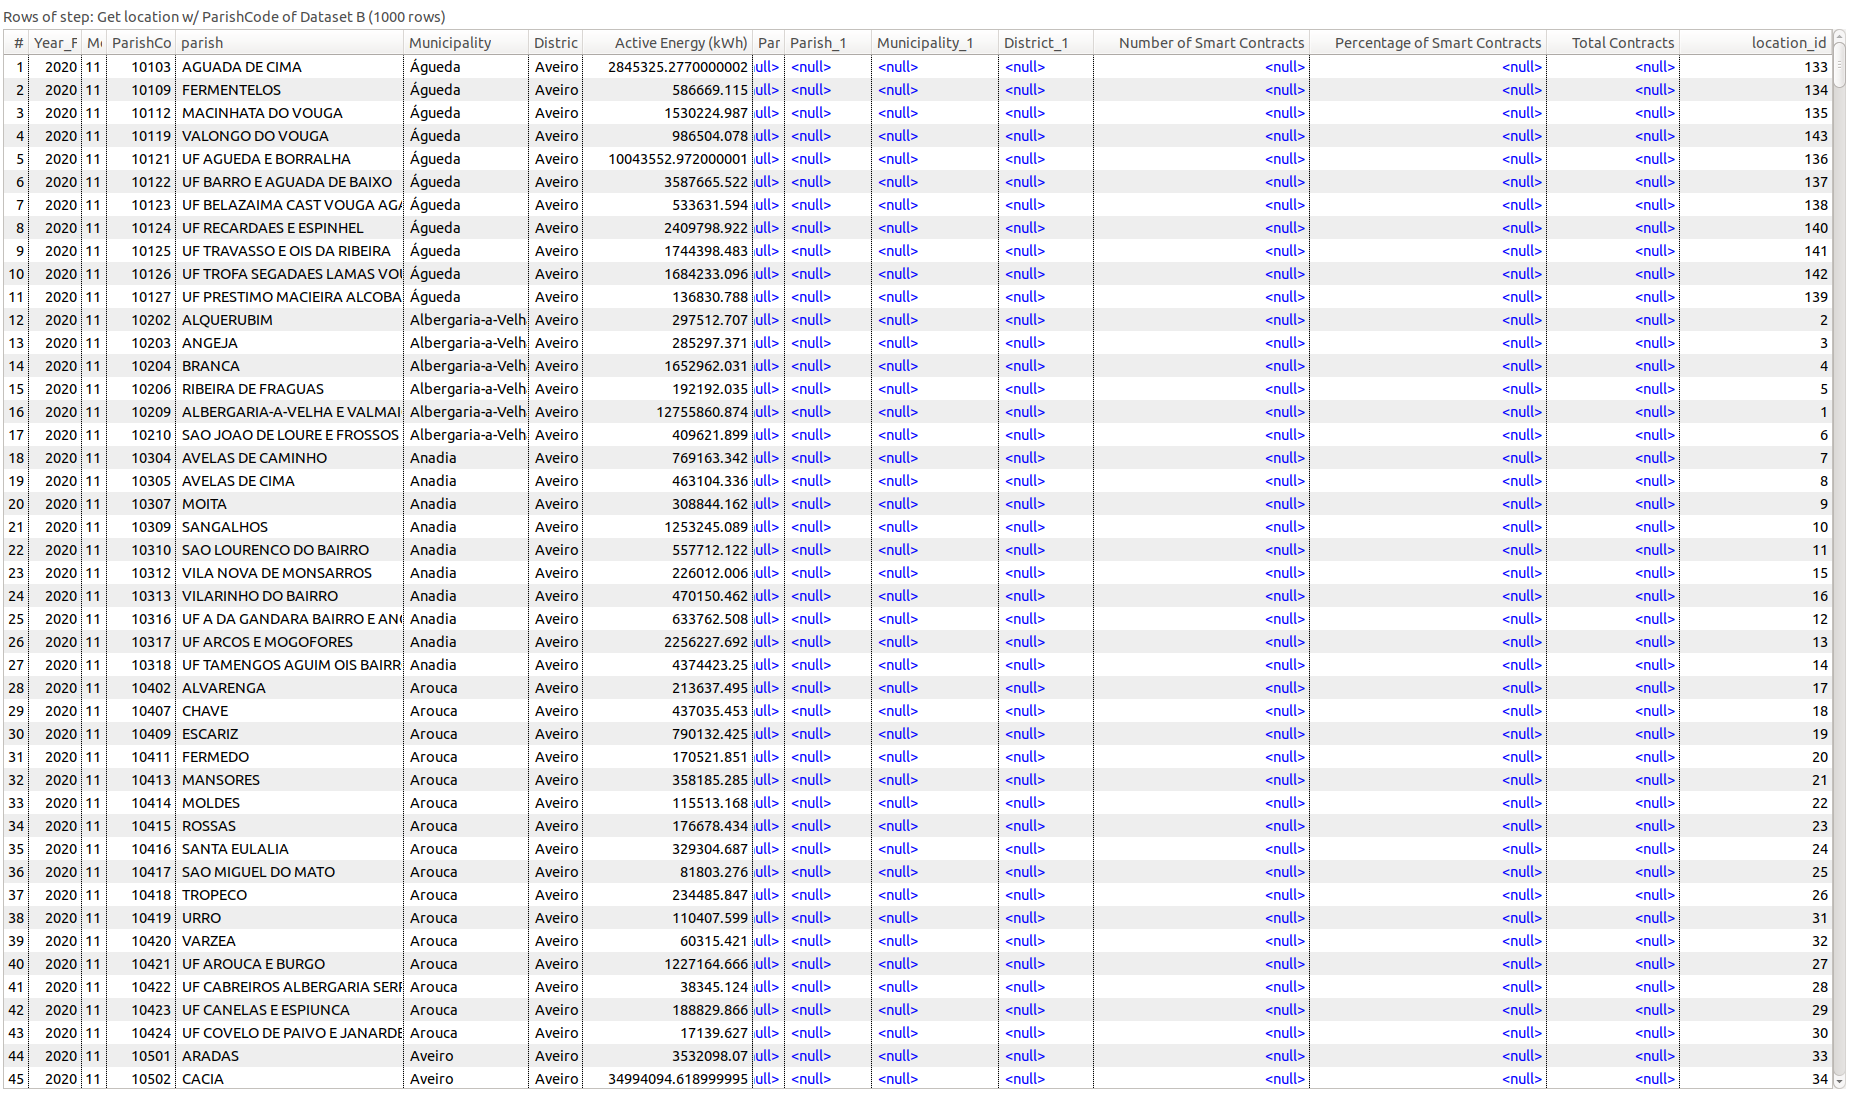 Rows of step: Get location w/ ParishCode of Dataset B (1000 rows)
# Year_F Mo ParishCo parish Municipality Distric Active Energy (kWh) Par Parish_1 Municipality_1 District_1 Number of Smart Contracts Percentage of Smart Contracts Total Contracts location_id
1 2020 11 10103 AGUADA DE CIMA Águeda Aveiro 2845325.2770000002 ull> <null> <null> <null> <null> <null> <null> 133
2 2020 11 10109 FERMENTELOS Águeda Aveiro 586669.115 ull> <null> <null> <null> <null> <null> <null> 134
3 2020 11 10112 MACINHATA DO VOUGA Águeda Aveiro 1530224.987 ull> <null> <null> <null> <null> <null> <null> 135
4 2020 11 10119 VALONGO DO VOUGA Águeda Aveiro 986504.078 ull> <null> <null> <null> <null> <null> <null> 143
5 2020 11 10121 UF AGUEDA E BORRALHA Águeda Aveiro 10043552.972000001 ull> <null> <null> <null> <null> <null> <null> 136
6 2020 11 10122 UF BARRO E AGUADA DE BAIXO Águeda Aveiro 3587665.522 ull> <null> <null> <null> <null> <null> <null> 137
7 2020 11 10123 UF BELAZAIMA CAST VOUGA AGA Águeda Aveiro 533631.594 ull> <null> <null> <null> <null> <null> <null> 138
8 2020 11 10124 UF RECARDAES E ESPINHEL Águeda Aveiro 2409798.922 ull> <null> <null> <null> <null> <null> <null> 140
9 2020 11 10125 UF TRAVASSO E OIS DA RIBEIRA Águeda Aveiro 1744398.483 ull> <null> <null> <null> <null> <null> <null> 141
10 2020 11 10126 UF TROFA SEGADAES LAMAS VOU Águeda Aveiro 1684233.096 ull> <null> <null> <null> <null> <null> <null> 142
11 2020 11 10127 UF PRESTIMO MACIEIRA ALCOBA Águeda Aveiro 136830.788 ull> <null> <null> <null> <null> <null> <null> 139
12 2020 11 10202 ALQUERUBIM Albergaria-a-Velh Aveiro 297512.707 ull> <null> <null> <null> <null> <null> <null> 2
13 2020 11 10203 ANGEJA Albergaria-a-Velh Aveiro 285297.371 ull> <null> <null> <null> <null> <null> <null> 3
14 2020 11 10204 BRANCA Albergaria-a-Velh Aveiro 1652962.031 ull> <null> <null> <null> <null> <null> <null> 4
15 2020 11 10206 RIBEIRA DE FRAGUAS Albergaria-a-Velh Aveiro 192192.035 ull> <null> <null> <null> <null> <null> <null> 5
16 2020 11 10209 ALBERGARIA-A-VELHA E VALMAI Albergaria-a-Velh Aveiro 12755860.874 ull> <null> <null> <null> <null> <null> <null> 1
17 2020 11 10210 SAO JOAO DE LOURE E FROSSOS Albergaria-a-Velh Aveiro 409621.899 ull> <null> <null> <null> <null> <null> <null> 6
18 2020 11 10304 AVELAS DE CAMINHO Anadia Aveiro 769163.342 ull> <null> <null> <null> <null> <null> <null> 7
19 2020 11 10305 AVELAS DE CIMA Anadia Aveiro 463104.336 ull> <null> <null> <null> <null> <null> <null> 8
20 2020 11 10307 MOITA Anadia Aveiro 308844.162 ull> <null> <null> <null> <null> <null> <null> 9
21 2020 11 10309 SANGALHOS Anadia Aveiro 1253245.089 ull> <null> <null> <null> <null> <null> <null> 10
22 2020 11 10310 SAO LOURENCO DO BAIRRO Anadia Aveiro 557712.122 ull> <null> <null> <null> <null> <null> <null> 11
23 2020 11 10312 VILA NOVA DE MONSARROS Anadia Aveiro 226012.006 ull> <null> <null> <null> <null> <null> <null> 15
24 2020 11 10313 VILARINHO DO BAIRRO Anadia Aveiro 470150.462 ull> <null> <null> <null> <null> <null> <null> 16
25 2020 11 10316 UF A DA GANDARA BAIRRO E ANC Anadia Aveiro 633762.508 ull> <null> <null> <null> <null> <null> <null> 12
26 2020 11 10317 UF ARCOS E MOGOFORES Anadia Aveiro 2256227.692 ull> <null> <null> <null> <null> <null> <null> 13
27 2020 11 10318 UF TAMENGOS AGUIM OIS BAIRR Anadia Aveiro 4374423.25 ull> <null> <null> <null> <null> <null> <null> 14
28 2020 11 10402 ALVARENGA Arouca Aveiro 213637.495 ull> <null> <null> <null> <null> <null> <null> 17
29 2020 11 10407 CHAVE Arouca Aveiro 437035.453 ull> <null> <null> <null> <null> <null> <null> 18
30 2020 11 10409 ESCARIZ Arouca Aveiro 790132.425 ull> <null> <null> <null> <null> <null> <null> 19
31 2020 11 10411 FERMEDO Arouca Aveiro 170521.851 ull> <null> <null> <null> <null> <null> <null> 20
32 2020 11 10413 MANSORES Arouca Aveiro 358185.285 ull> <null> <null> <null> <null> <null> <null> 21
33 2020 11 10414 MOLDES Arouca Aveiro 115513.168 ull> <null> <null> <null> <null> <null> <null> 22
34 2020 11 10415 ROSSAS Arouca Aveiro 176678.434 ull> <null> <null> <null> <null> <null> <null> 23
35 2020 11 10416 SANTA EULALIA Arouca Aveiro 329304.687 ull> <null> <null> <null> <null> <null> <null> 24
36 2020 11 10417 SAO MIGUEL DO MATO Arouca Aveiro 81803.276 ull> <null> <null> <null> <null> <null> <null> 25
37 2020 11 10418 TROPECO Arouca Aveiro 234485.847 ull> <null> <null> <null> <null> <null> <null> 26
38 2020 11 10419 URRO Arouca Aveiro 110407.599 ull> <null> <null> <null> <null> <null> <null> 31
39 2020 11 10420 VARZEA Arouca Aveiro 60315.421 ull> <null> <null> <null> <null> <null> <null> 32
40 2020 11 10421 UF AROUCA E BURGO Arouca Aveiro 1227164.666 ull> <null> <null> <null> <null> <null> <null> 27
41 2020 11 10422 UF CABREIROS ALBERGARIA SERF Arouca Aveiro 38345.124 ull> <null> <null> <null> <null> <null> <null> 28
42 2020 11 10423 UF CANELAS E ESPIUNCA Arouca Aveiro 188829.866 ull> <null> <null> <null> <null> <null> <null> 29
43 2020 11 10424 UF COVELO DE PAIVO E JANARDE Arouca Aveiro 17139.627 ull> <null> <null> <null> <null> <null> <null> 30
44 2020 11 10501 ARADAS Aveiro Aveiro 3532098.07 ull> <null> <null> <null> <null> <null> <null> 33
45 2020 11 10502 CACIA Aveiro Aveiro 34994094.618999995 ull> <null> <null> <null> <null> <null> <null> 34